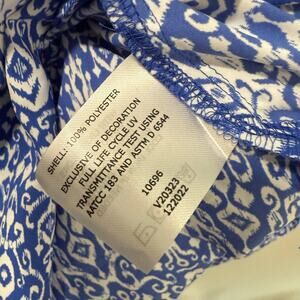 SHELL: 100% POLYESTER
EXCLUSIVE OF DECORATION
FULL LIFE CYCLE UV
TRANSMITTANCE TEST USING
AATCC 183 AND ASTM D 6544
10696
V20323
122022